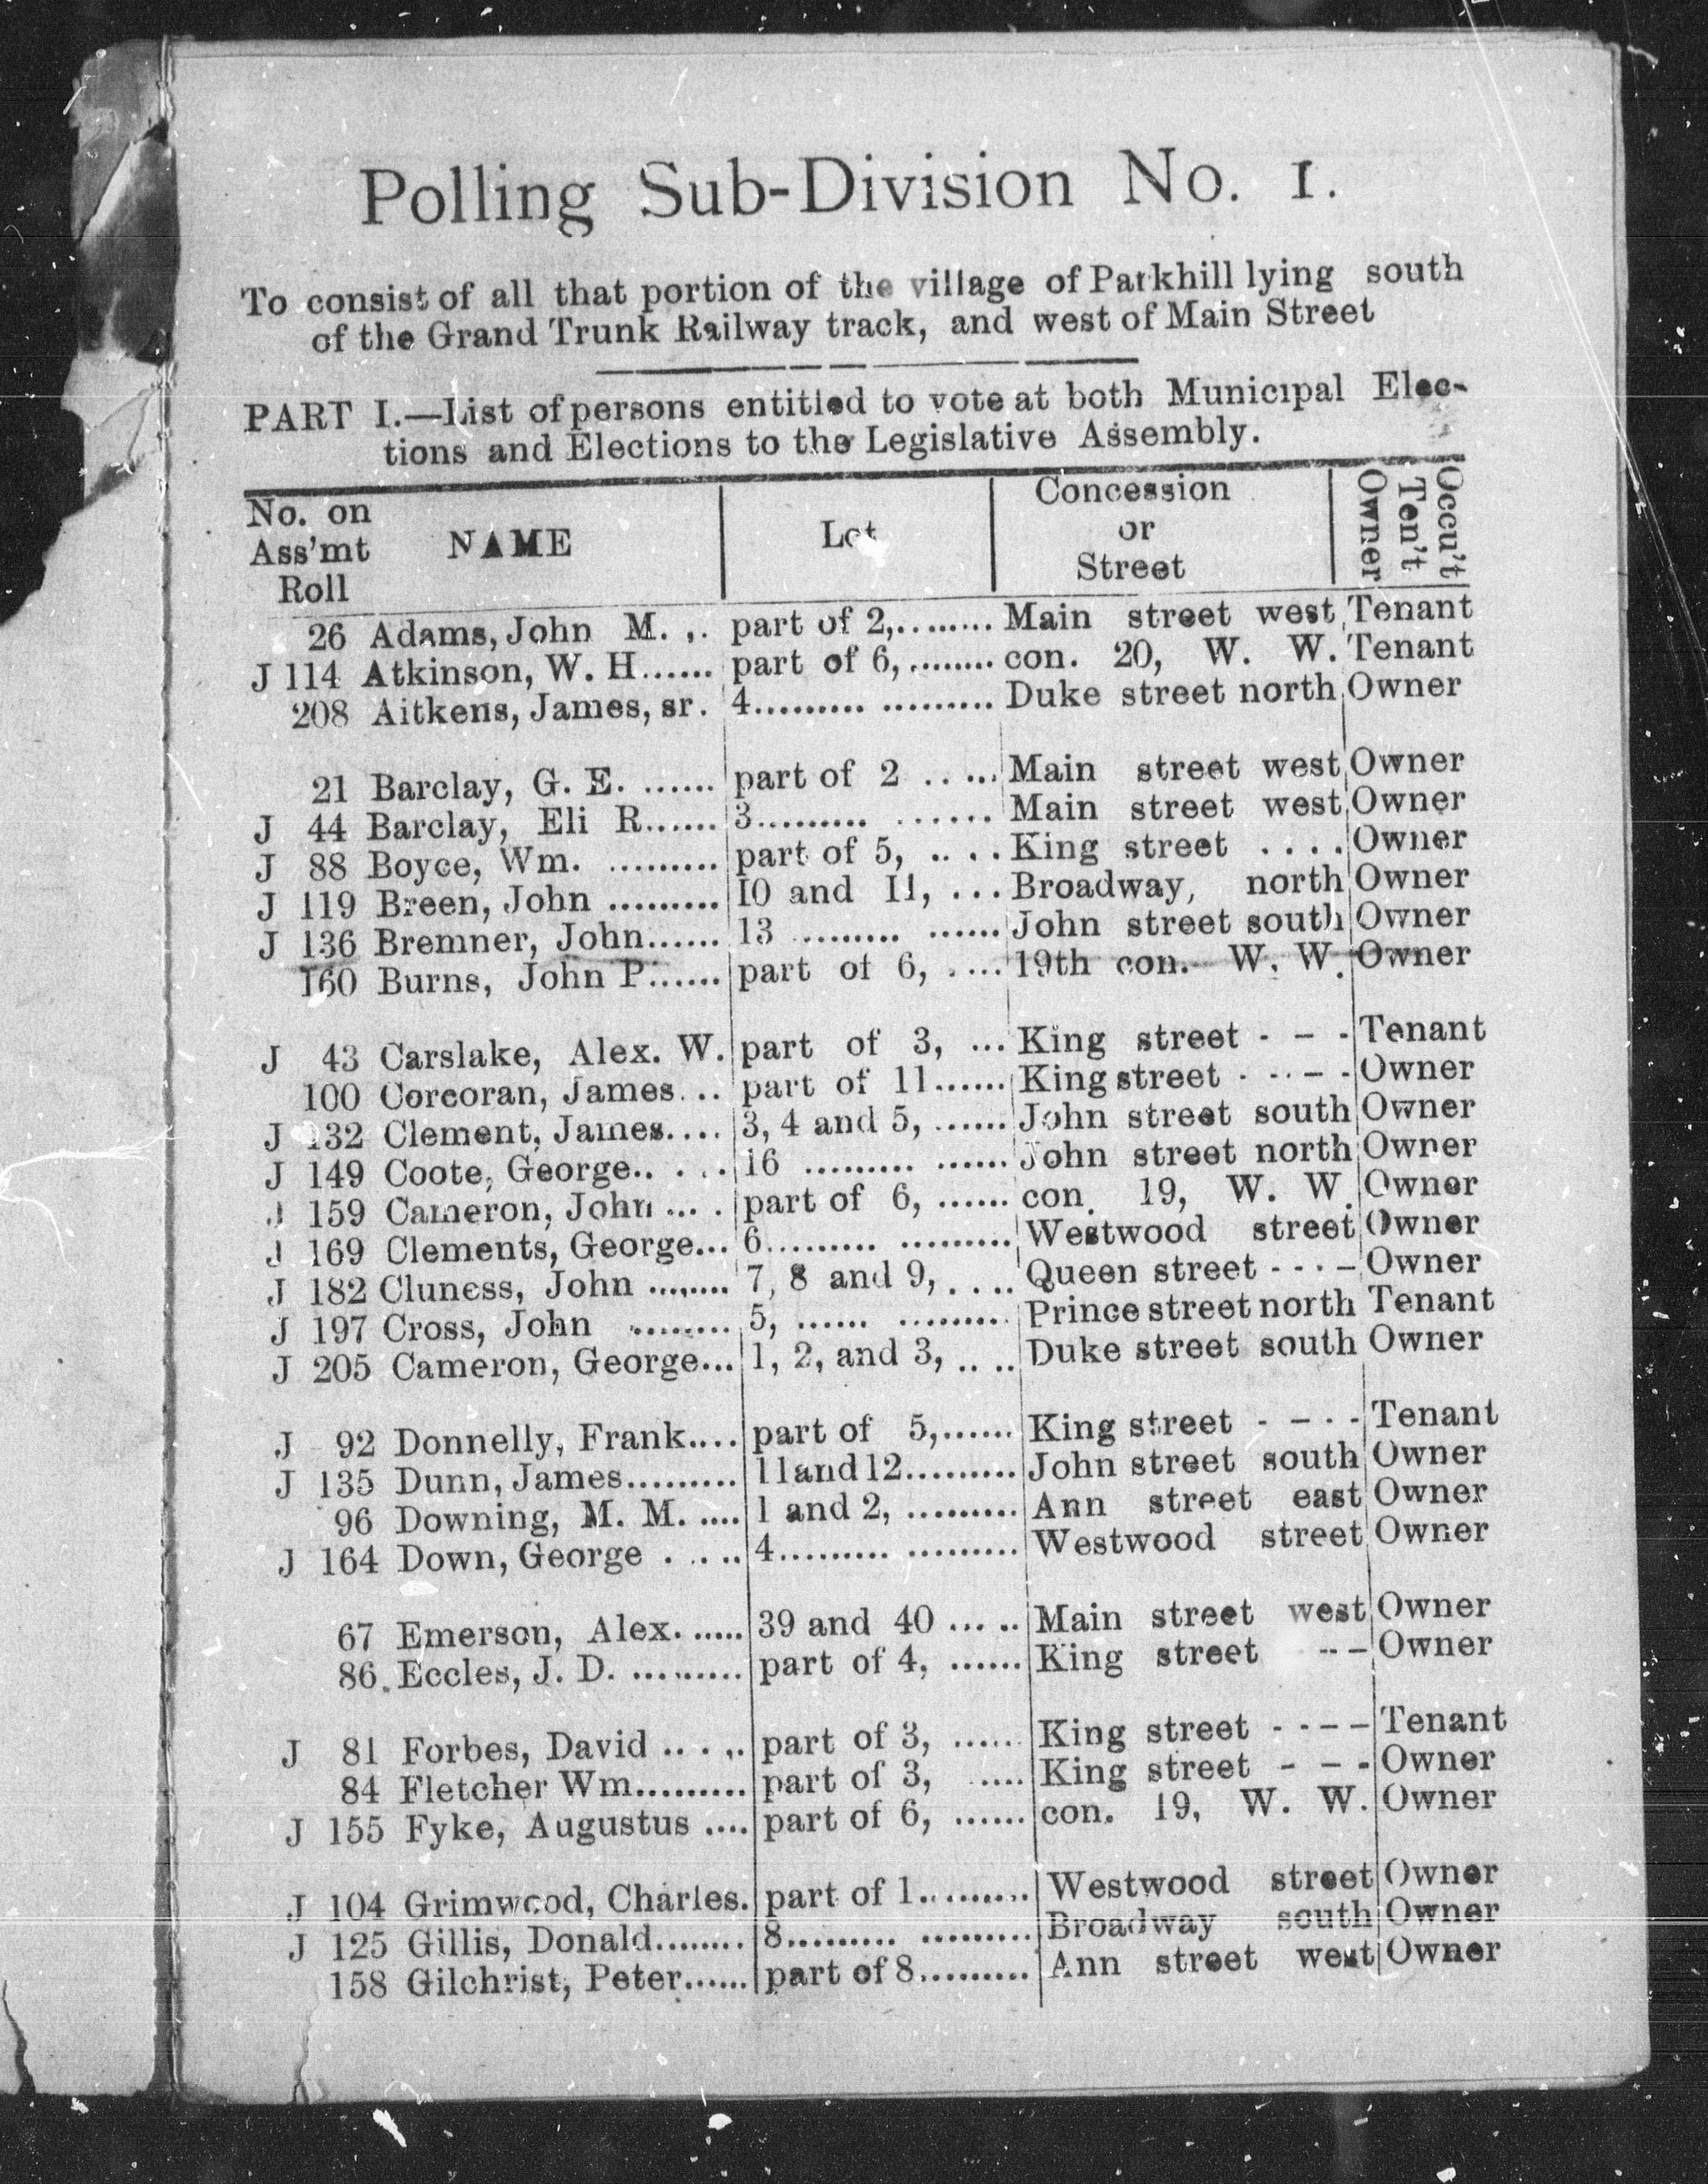 Polling Sub-Division No. 1.
To consist of all that portion of the village of Parkhill lying south
of the Grand Trunk Railway track, and west of Main Street
PART I.—List of persons entitled to vote at both Municipal Elec-
tions and Elections to the Legislative Assembly.
No. on Ass'mt Roll NAME Lot Concession or Street Owner Ten't Occu't
26 Adams, John M. .. part of 2,........ Main street west Tenant
J 114 Atkinson, W. H...... part of 6,......... con. 20, W. W. Tenant
208 Aitkens, James, sr. 4......... ......... Duke street north Owner
21 Barclay, G. E. ...... part of 2 .. ... Main street west Owner
J 44 Barclay, Eli R...... 3......... ...... Main street west Owner
J 88 Boyce, Wm. ......... part of 5, .. .. King street .... Owner
J 119 Breen, John ......... 10 and 11, ... Broadway, north Owner
J 136 Bremner, John...... 13 ......... ...... John street south Owner
160 Burns, John P...... part of 6, ..... 19th con. W. W. Owner
J 43 Carslake, Alex. W. part of 3, ... King street - - - Tenant
100 Corcoran, James... part of 11...... King street - - - - Owner
J 132 Clement, James.... 3, 4 and 5, ...... John street south Owner
J 149 Coote, George.. . .. 16 ......... ...... John street north Owner
J 159 Cameron, John ... . part of 6, ...... con. 19, W. W. Owner
J 169 Clements, George... 6......... ......... Westwood street Owner
J 182 Cluness, John ........ 7, 8 and 9, .... Queen street - - - - Owner
J 197 Cross, John ......... 5, ...... ......... Prince street north Tenant
J 205 Cameron, George... 1, 2, and 3, .. .. Duke street south Owner
J 92 Donnelly, Frank.... part of 5,...... King street - - - - Tenant
J 135 Dunn, James......... 11and12......... John street south Owner
96 Downing, M. M. .... 1 and 2, ......... Ann street east Owner
J 164 Down, George . .. .. 4......... ......... Westwood street Owner
67 Emerson, Alex. ..... 39 and 40 ... .. Main street west Owner
86 Eccles, J. D. ......... part of 4, ...... King street - - - Owner
J 81 Forbes, David .. . .. part of 3, ...... King street - - - - Tenant
84 Fletcher Wm......... part of 3, ..... King street - - - Owner
J 155 Fyke, Augustus .... part of 6, ...... con. 19, W. W. Owner
J 104 Grimwood, Charles. part of 1.......... Westwood street Owner
J 125 Gillis, Donald........ 8......... ......... Broadway south Owner
158 Gilchrist, Peter...... part of 8......... Ann street west Owner